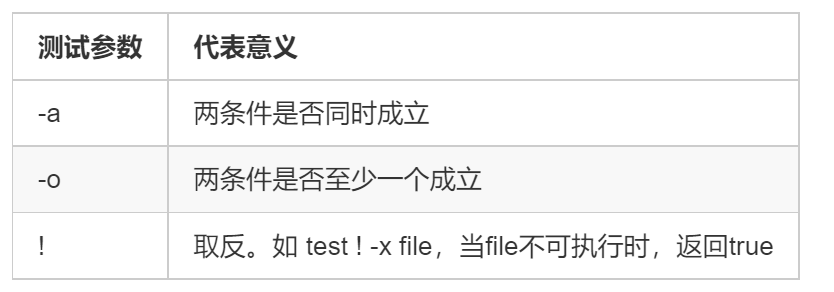 测试参数 代表意义
-a 两条件是否同时成立
-o 两条件是否至少一个成立
! 取反。如 test ! -x file，当file不可执行时，返回true